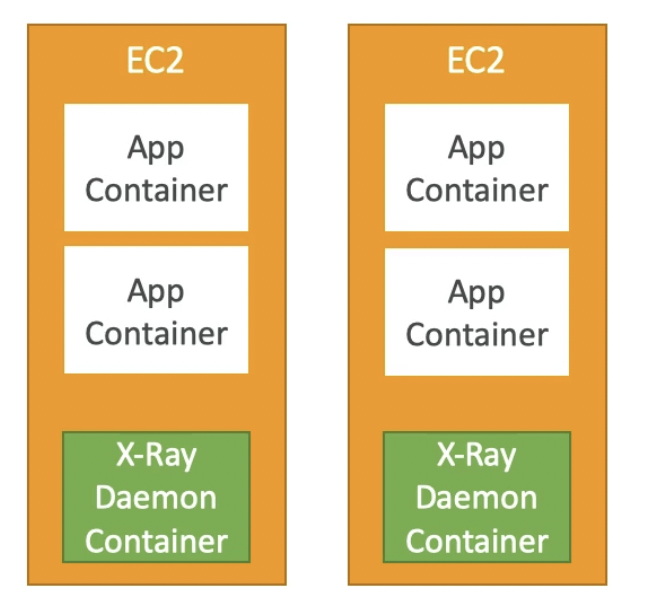 EC2
App
Container
App
Container
X-Ray
Daemon
Container
EC2
App
Container
App
Container
X-Ray
Daemon
Container